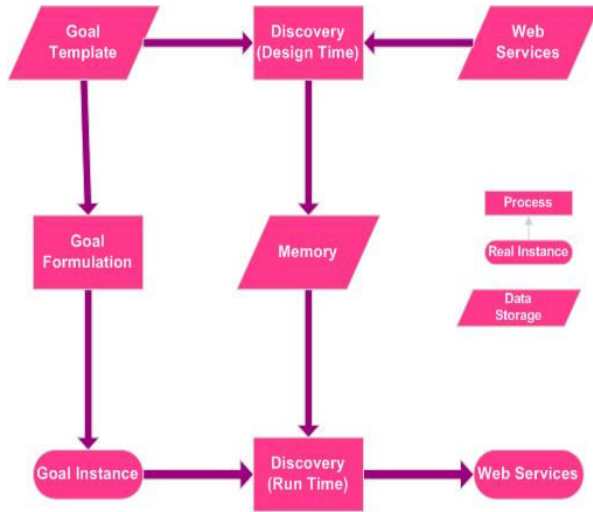 Goal
Template
Discovery
(Design Time)
Web
Services
Goal
Formulation
Memory
Process
Real Instance
Data
Storage
Goal Instance
Discovery
(Run Time)
Web Services